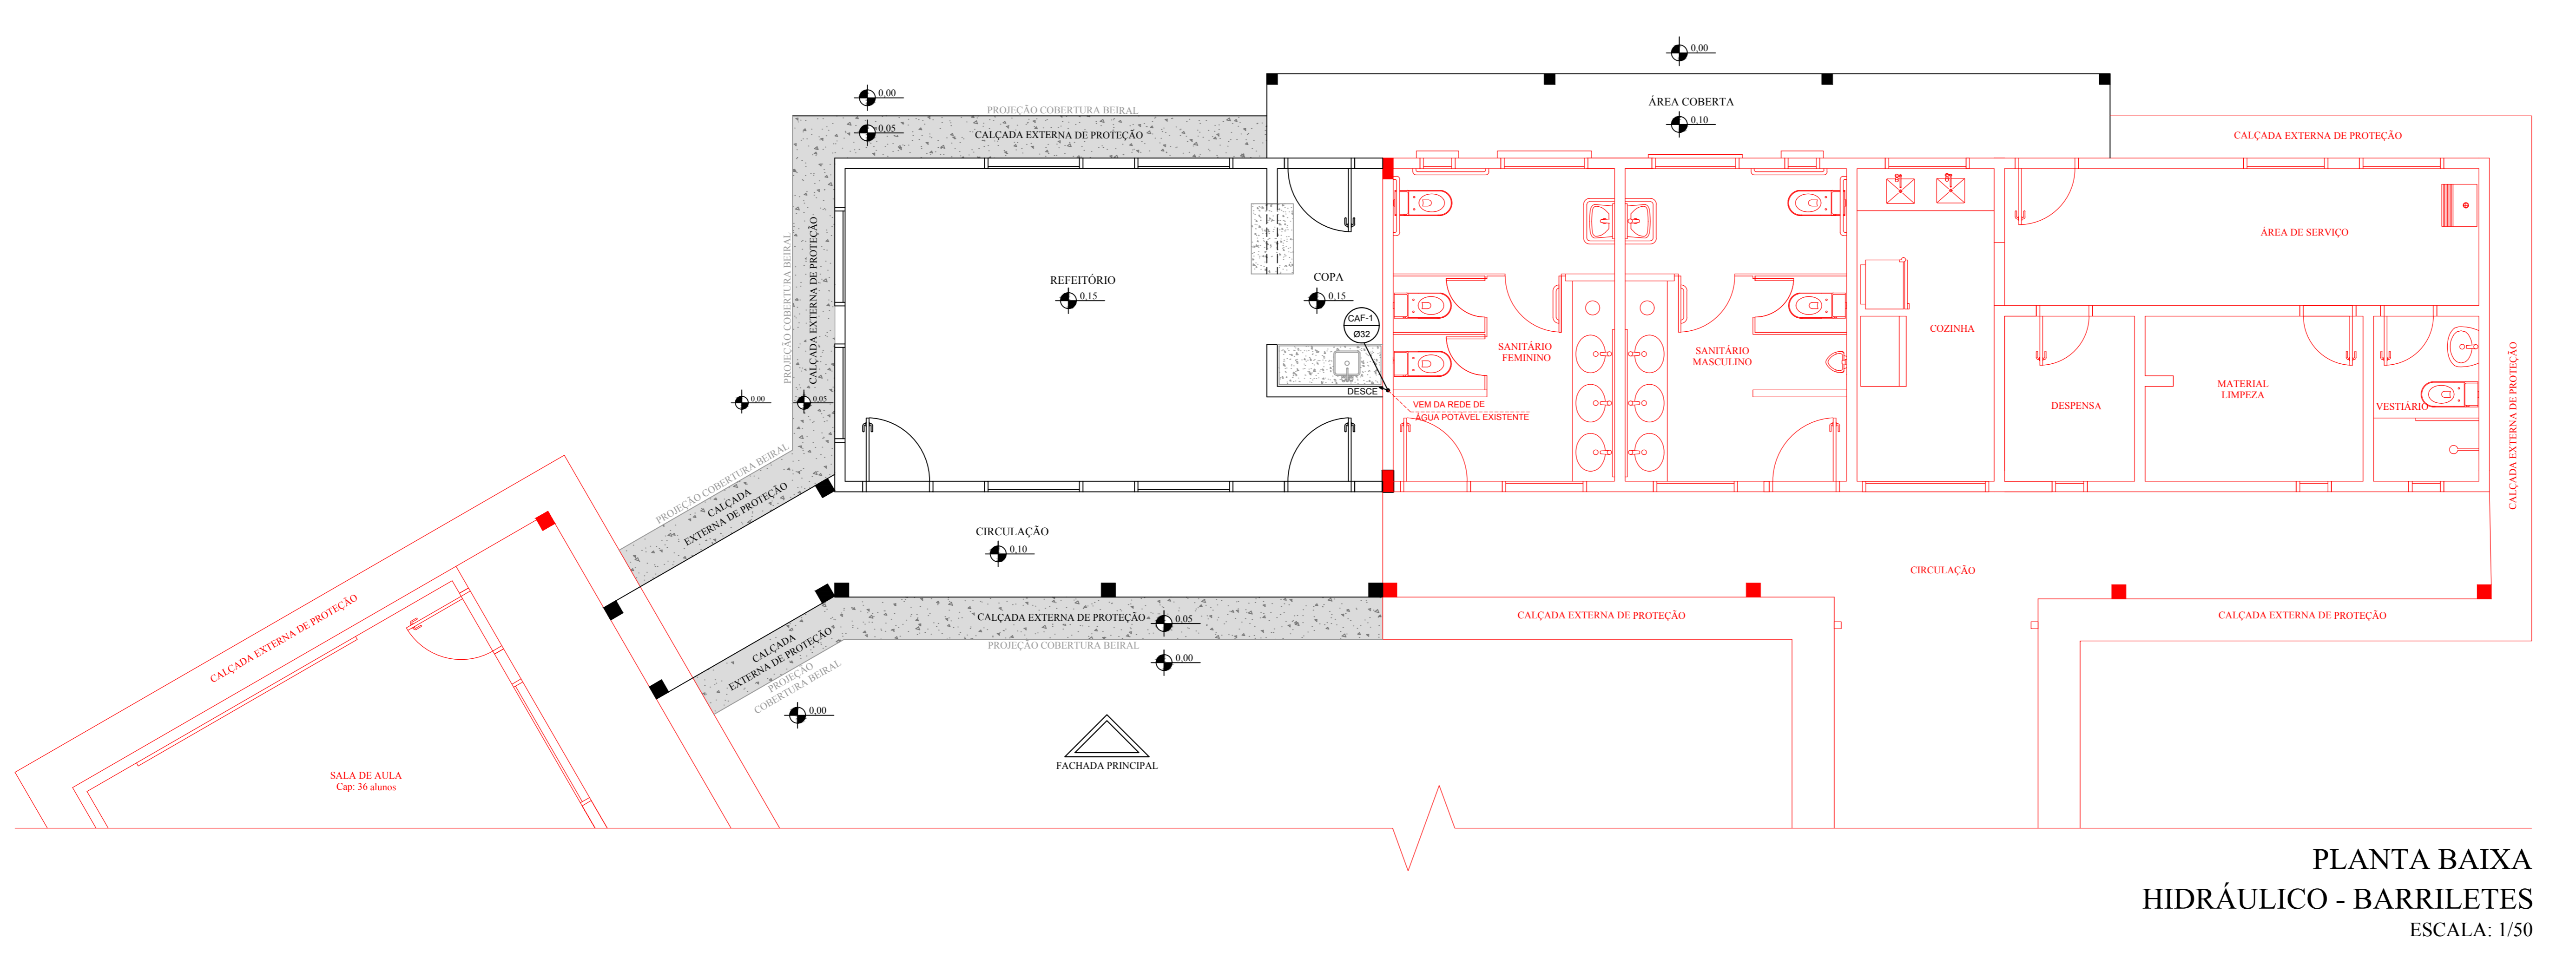 0,00
ÁREA COBERTA
0,10
0,00
0,05
PROJEÇÃO COBERTURA BEIRAL
CALÇADA EXTERNA DE PROTEÇÃO
CALÇADA EXTERNA DE PROTEÇÃO
PROJEÇÃO COBERTURA BEIRAL
CALÇADA EXTERNA DE PROTEÇÃO
0,00
0,05
REFEITÓRIO
0,15
COPA
0,15
CAF-1
Ø32
DESCE
VEM DA REDE DE
ÁGUA POTÁVEL EXISTENTE
SANITÁRIO
FEMININO
SANITÁRIO
MASCULINO
COZINHA
ÁREA DE SERVIÇO
DESPENSA
MATERIAL
LIMPEZA
VESTIÁRIO
CALÇADA EXTERNA DE PROTEÇÃO
PROJEÇÃO COBERTURA BEIRAL
CALÇADA
EXTERNA DE PROTEÇÃO
CIRCULAÇÃO
0,10
CIRCULAÇÃO
CALÇADA EXTERNA DE PROTEÇÃO
CALÇADA EXTERNA DE PROTEÇÃO
0,05
PROJEÇÃO COBERTURA BEIRAL
0,00
CALÇADA EXTERNA DE PROTEÇÃO
CALÇADA EXTERNA DE PROTEÇÃO
CALÇADA
EXTERNA DE PROTEÇÃO
PROJEÇÃO
COBERTURA BEIRAL
0,00
FACHADA PRINCIPAL
SALA DE AULA
Cap: 36 alunos
PLANTA BAIXA
HIDRÁULICO - BARRILETES
ESCALA: 1/50